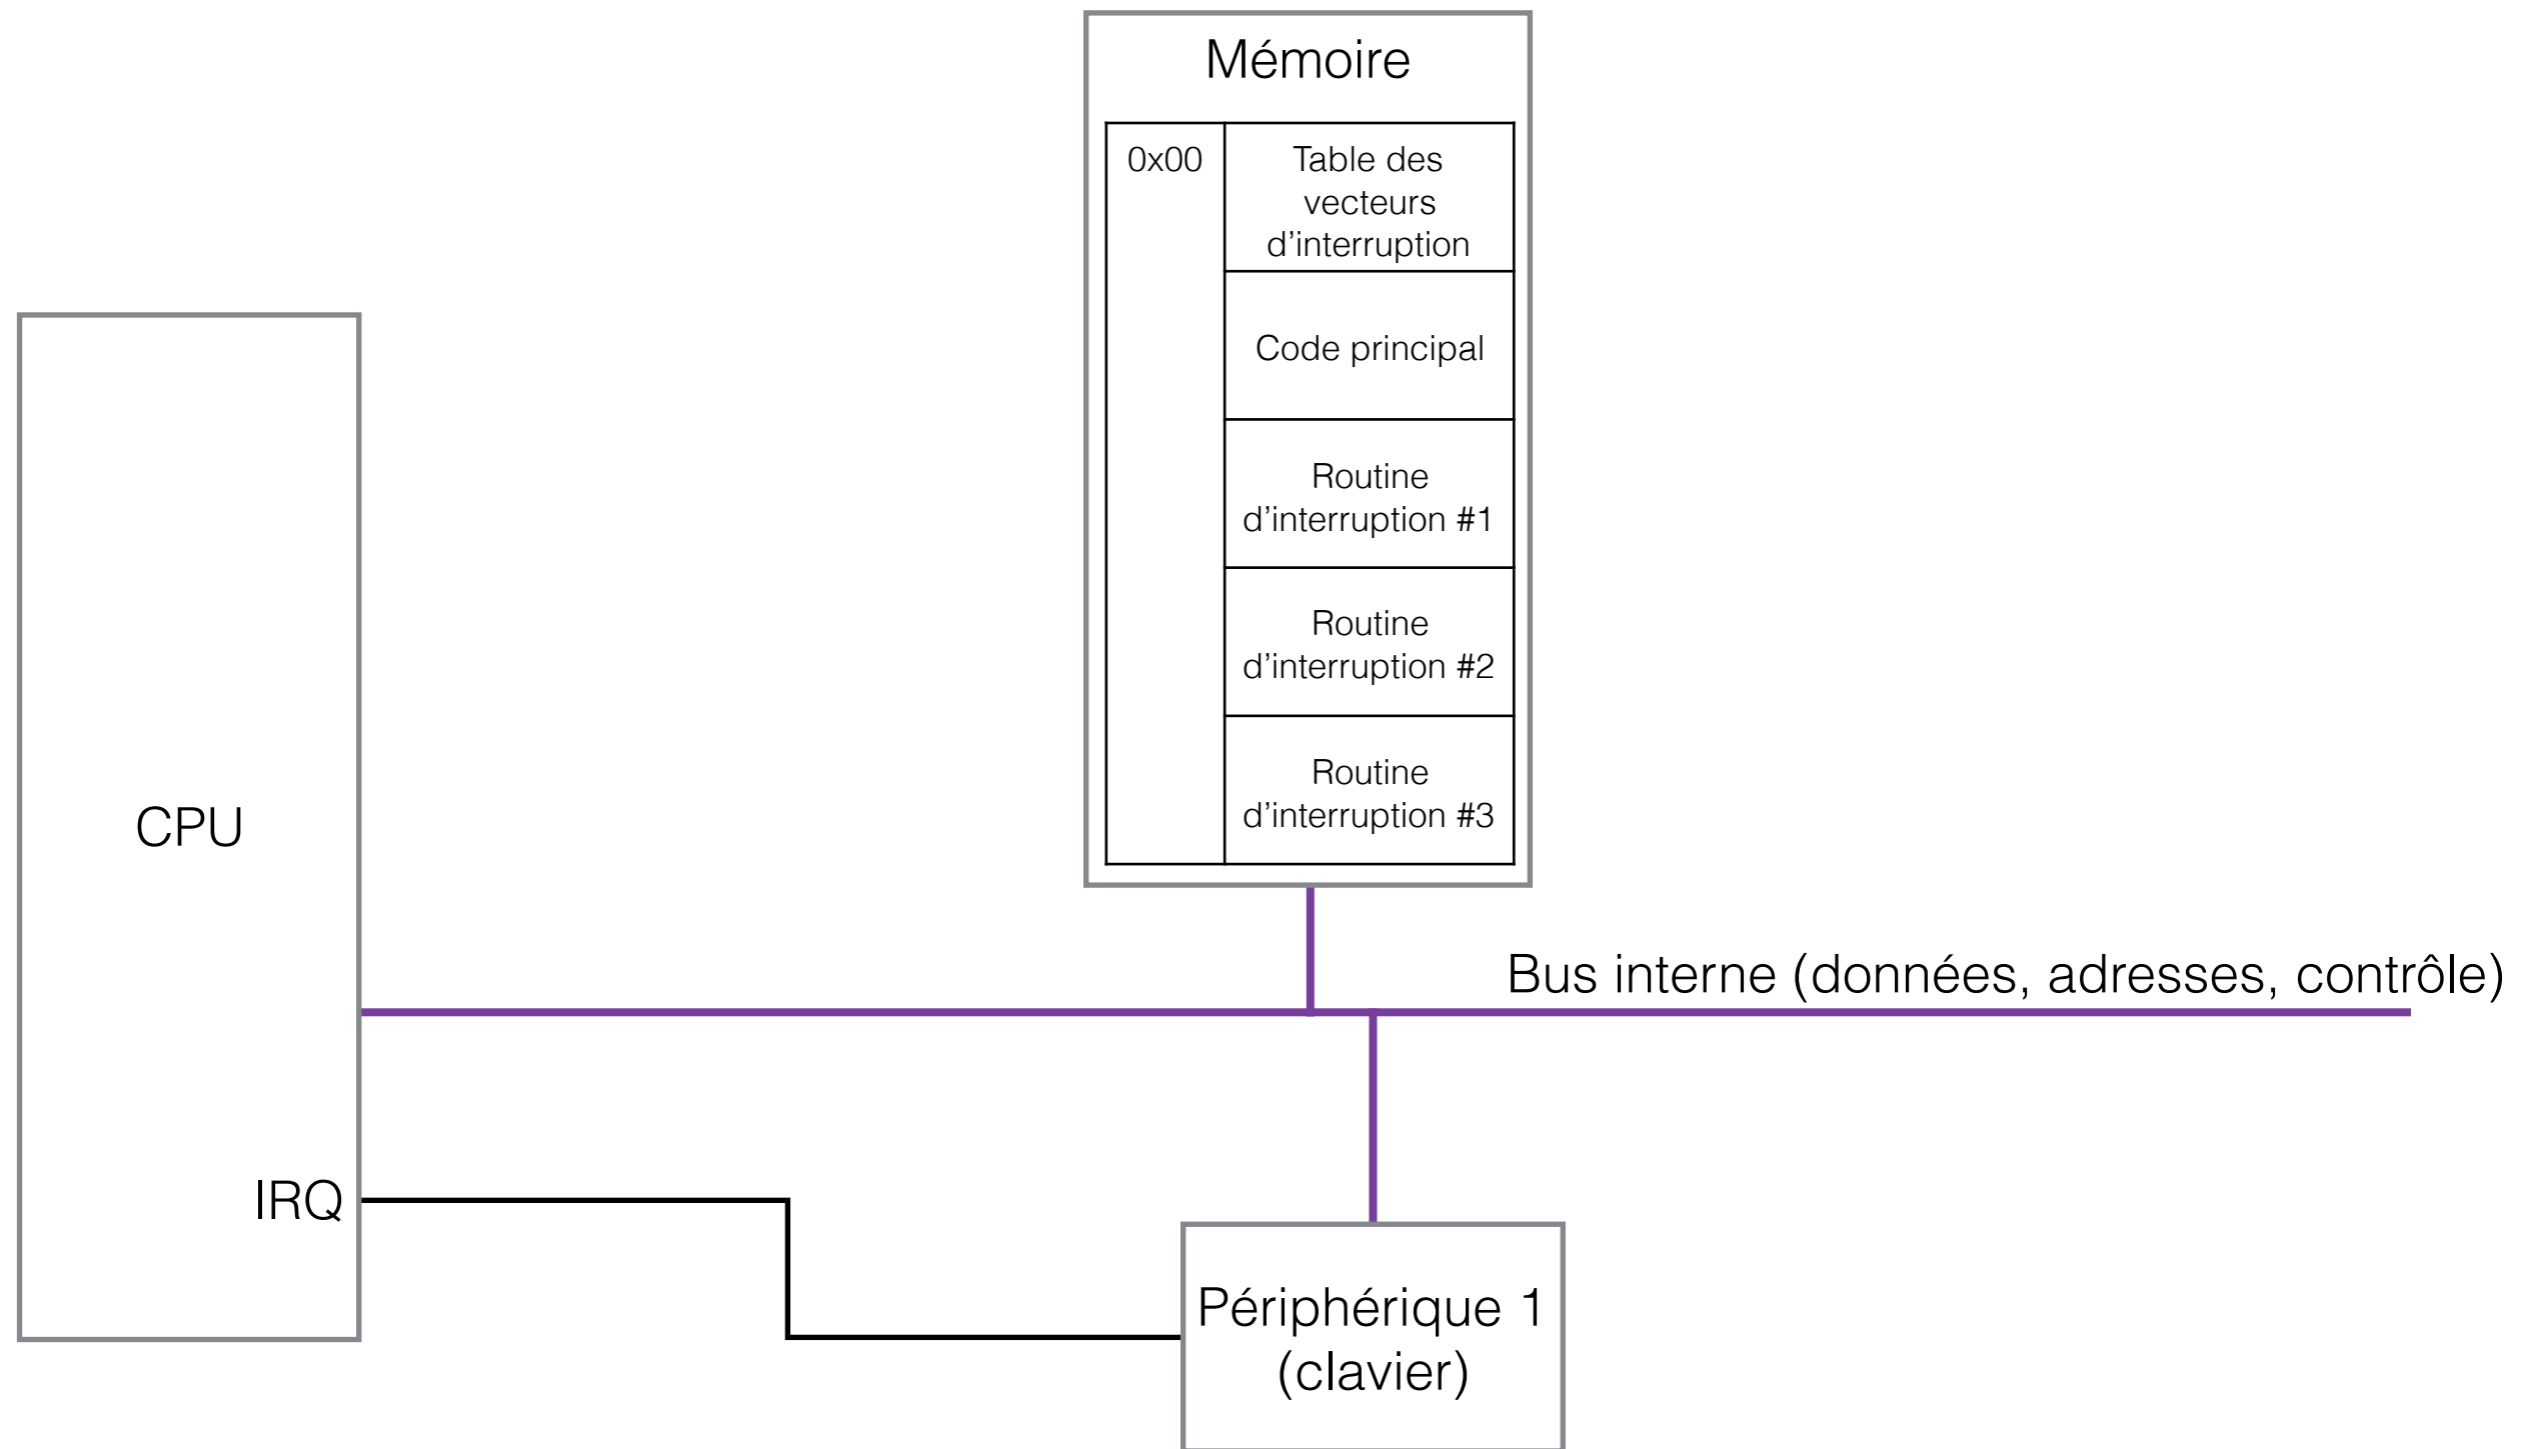 Mémoire
0x00
Table des
vecteurs
d’interruption
Code principal
Routine
d’interruption #1
Routine
d’interruption #2
Routine
d’interruption #3
CPU
Bus interne (données, adresses, contrôle)
IRQ
Périphérique 1
(clavier)